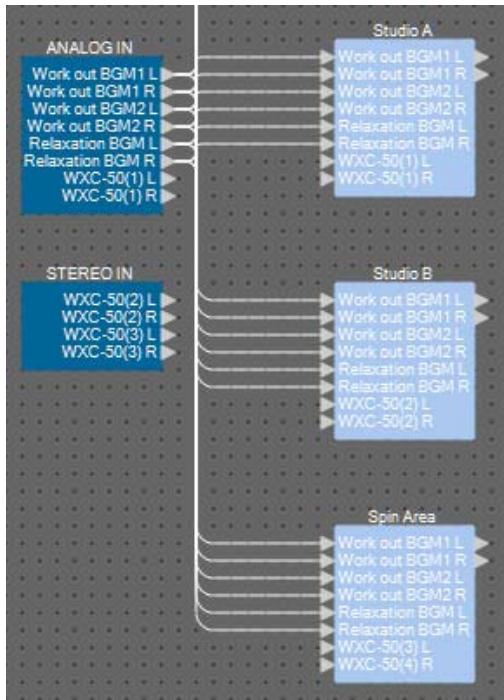 ANALOG IN
Work out BGM1 L
Work out BGM1 R
Work out BGM2 L
Work out BGM2 R
Relaxation BGM L
Relaxation BGM R
WXC-50(1) L
WXC-50(1) R
STEREO IN
WXC-50(2) L
WXC-50(2) R
WXC-50(3) L
WXC-50(3) R
Studio A
Work out BGM1 L
Work out BGM1 R
Work out BGM2 L
Work out BGM2 R
Relaxation BGM L
Relaxation BGM R
WXC-50(1) L
WXC-50(1) R
Studio B
Work out BGM1 L
Work out BGM1 R
Work out BGM2 L
Work out BGM2 R
Relaxation BGM L
Relaxation BGM R
WXC-50(2) L
WXC-50(2) R
Spin Area
Work out BGM1 L
Work out BGM1 R
Work out BGM2 L
Work out BGM2 R
Relaxation BGM L
Relaxation BGM R
WXC-50(3) L
WXC-50(4) R